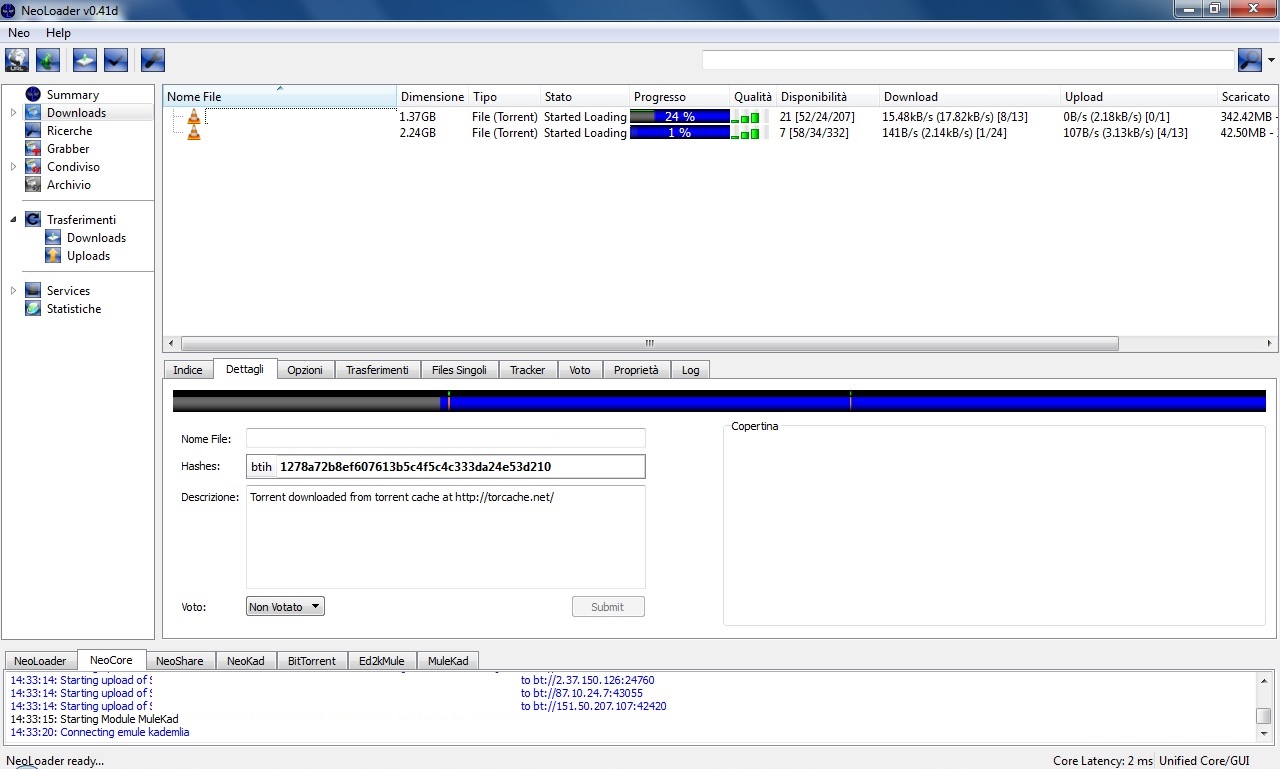 NeoLoader v0.41d
Neo Help
URL
Summary
Downloads
Ricerche
Grabber
Condiviso
Archivio
Trasferimenti
Downloads
Uploads
Services
Statistiche
Nome File Dimensione Tipo Stato Progresso Qualità Disponibilità Download Upload Scaricato
1.37GB File (Torrent) Started Loading 24 % 21 [52/24/207] 15.48kB/s (17.82kB/s) [8/13] 0B/s (2.18kB/s) [0/1] 342.42MB -
2.24GB File (Torrent) Started Loading 1 % 7 [58/34/332] 141B/s (2.14kB/s) [1/24] 107B/s (3.13kB/s) [4/13] 42.50MB -
Indice Dettagli Opzioni Trasferimenti Files Singoli Tracker Voto Proprietà Log
Nome File:
Hashes: btih 1278a72b8ef607613b5c4f5c4c333da24e53d210
Descrizione: Torrent downloaded from torrent cache at http://torcache.net/
Voto: Non Votato Submit
Copertina
NeoLoader NeoCore NeoShare NeoKad BitTorrent Ed2kMule MuleKad
14:33:14: Starting upload of S to bt://2.37.150.126:24760
14:33:14: Starting upload of S to bt://87.10.24.7:43055
14:33:14: Starting upload of S to bt://151.50.207.107:42420
14:33:15: Starting Module MuleKad
14:33:20: Connecting emule kademlia
NeoLoader ready... Core Latency: 2 ms Unified Core/GUI